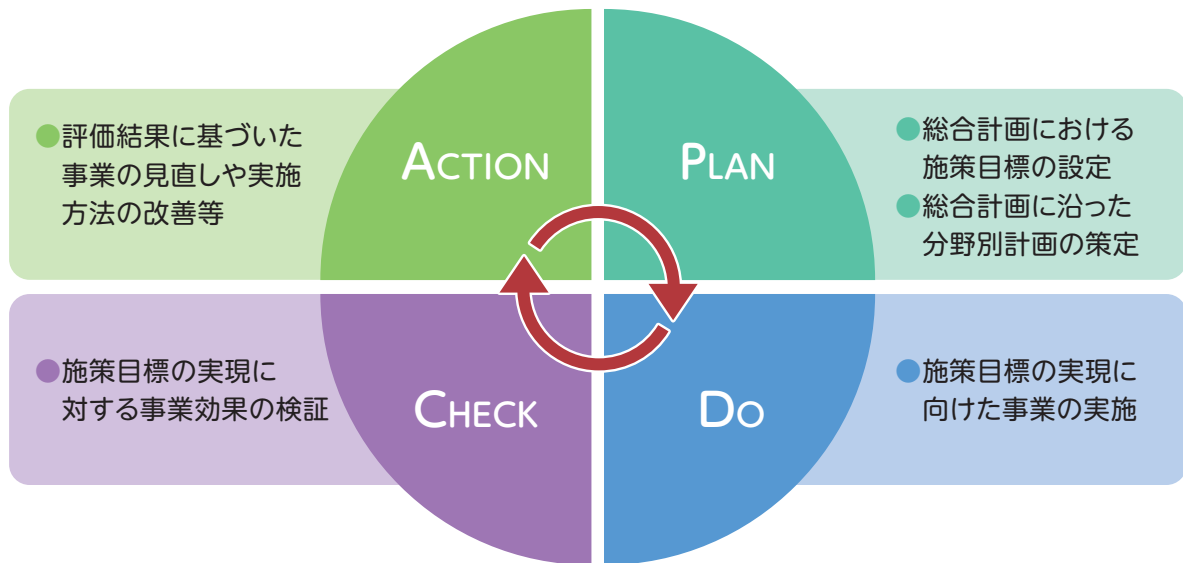 ACTION
●評価結果に基づいた
事業の見直しや実施
方法の改善等
PLAN
●総合計画における
施策目標の設定
●総合計画に沿った
分野別計画の策定
CHECK
●施策目標の実現に
対する事業効果の検証
DO
●施策目標の実現に
向けた事業の実施